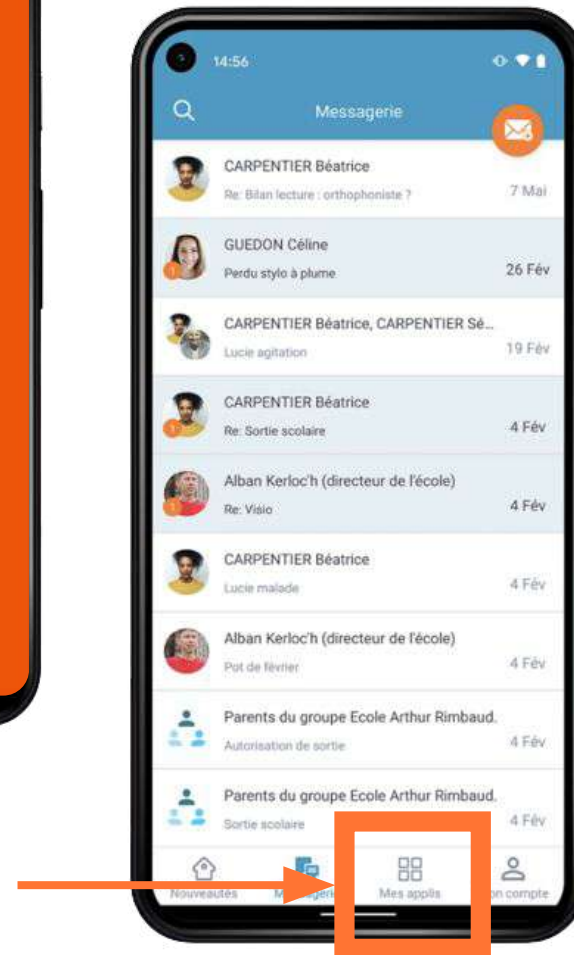 14:56
Messagerie
CARPENTIER Béatrice
Re: Bilan lecture : orthophoniste ?
7 Mai
GUEDON Céline
1
Perdu stylo à plume
26 Fév
CARPENTIER Béatrice, CARPENTIER Sé...
Lucie agitation
19 Fév
CARPENTIER Béatrice
1
Re: Sortie scolaire
4 Fév
Alban Kerloc'h (directeur de l'école)
1
Re: Visio
4 Fév
CARPENTIER Béatrice
Lucie malade
4 Fév
Alban Kerloc'h (directeur de l'école)
Pot de février
4 Fév
Parents du groupe Ecole Arthur Rimbaud.
Autorisation de sortie
4 Fév
Parents du groupe Ecole Arthur Rimbaud.
Sortie scolaire
4 Fév
Nouveautés
Mes applis
compte